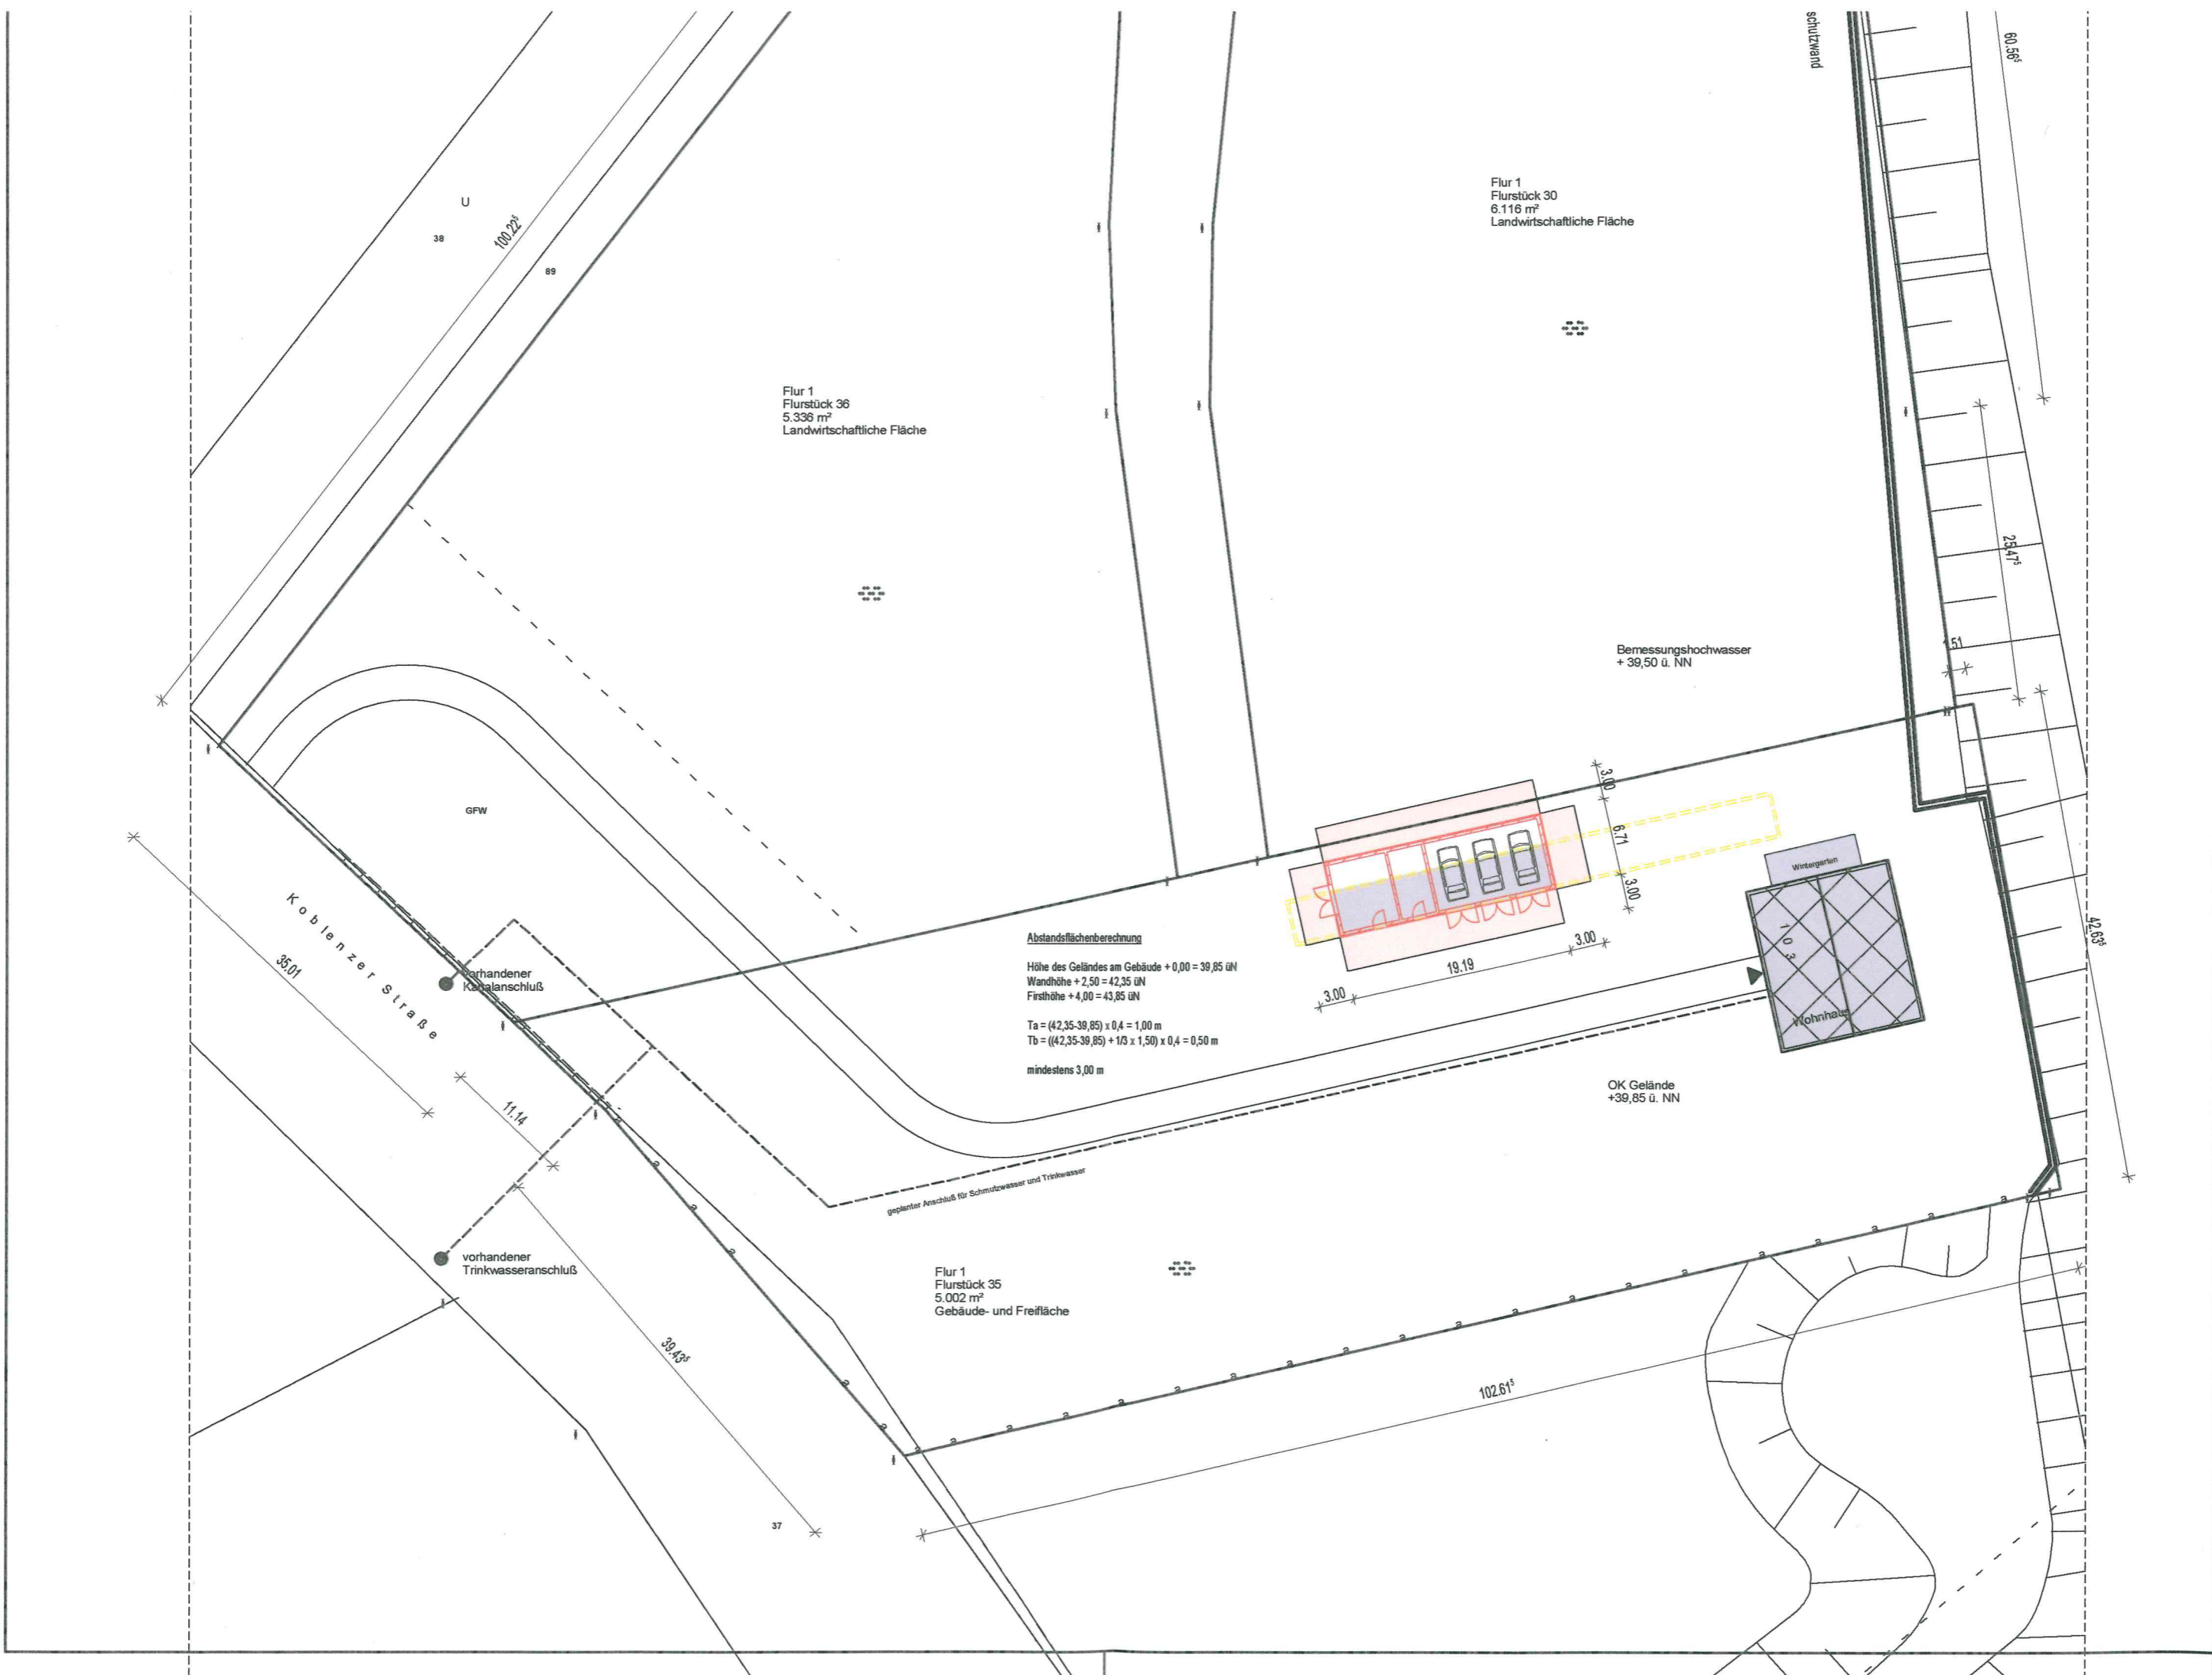 schutzwand
60.56⁵
U
38
100.22⁵
89
Flur 1
Flurstück 30
6.116 m²
Landwirtschaftliche Fläche
Flur 1
Flurstück 36
5.336 m²
Landwirtschaftliche Fläche
25.47⁵
Bemessungshochwasser
+ 39,50 ü. NN
GFW
3.00
6.71
3.00
Wintergarten
103
Wohnhaus
42.63⁵
Koblenzer Straße
35.01
vorhandener
Kanalanschluß
Abstandsflächenberechnung
Höhe des Geländes am Gebäude + 0,00 = 39,85 üN
Wandhöhe + 2,50 = 42,35 üN
Firsthöhe + 4,00 = 43,85 üN
Ta = (42,35-39,85) x 0,4 = 1,00 m
Tb = ((42,35-39,85) + 1/3 x 1,50) x 0,4 = 0,50 m
mindestens 3,00 m
3.00
19.19
3.00
OK Gelände
+39,85 ü. NN
11.14
geplanter Anschluß für Schmutzwasser und Trinkwasser
vorhandener
Trinkwasseranschluß
Flur 1
Flurstück 35
5.002 m²
Gebäude- und Freifläche
39.43⁵
102.61⁵
37